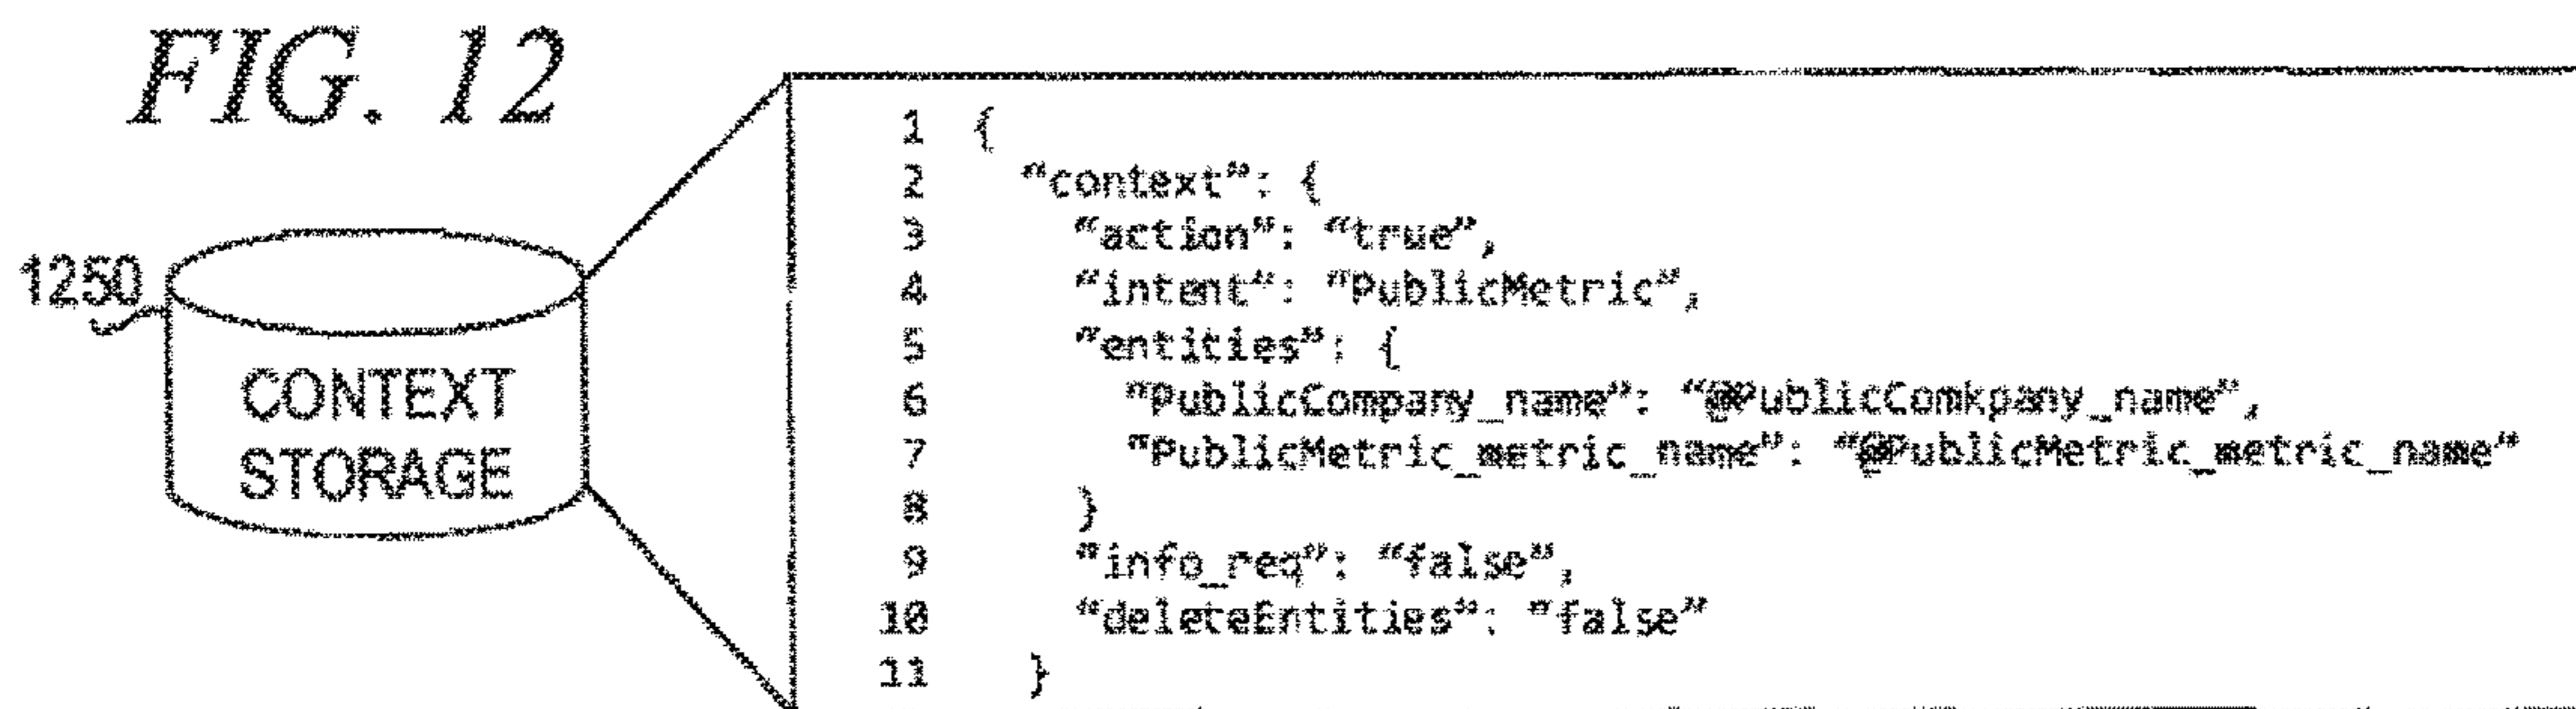 FIG. 12
1250
CONTEXT
STORAGE
1 {
2 “context”: {
3 “action”: “true”,
4 “intent”: “PublicMetric”,
5 “entities”: {
6 “PublicCompany_name”: “@PublicComkpany_name”,
7 “PublicMetric_metric_name”: “@PublicMetric_metric_name”
8 }
9 “info_req”: “false”,
10 “deleteEntities”: “false”
11 }